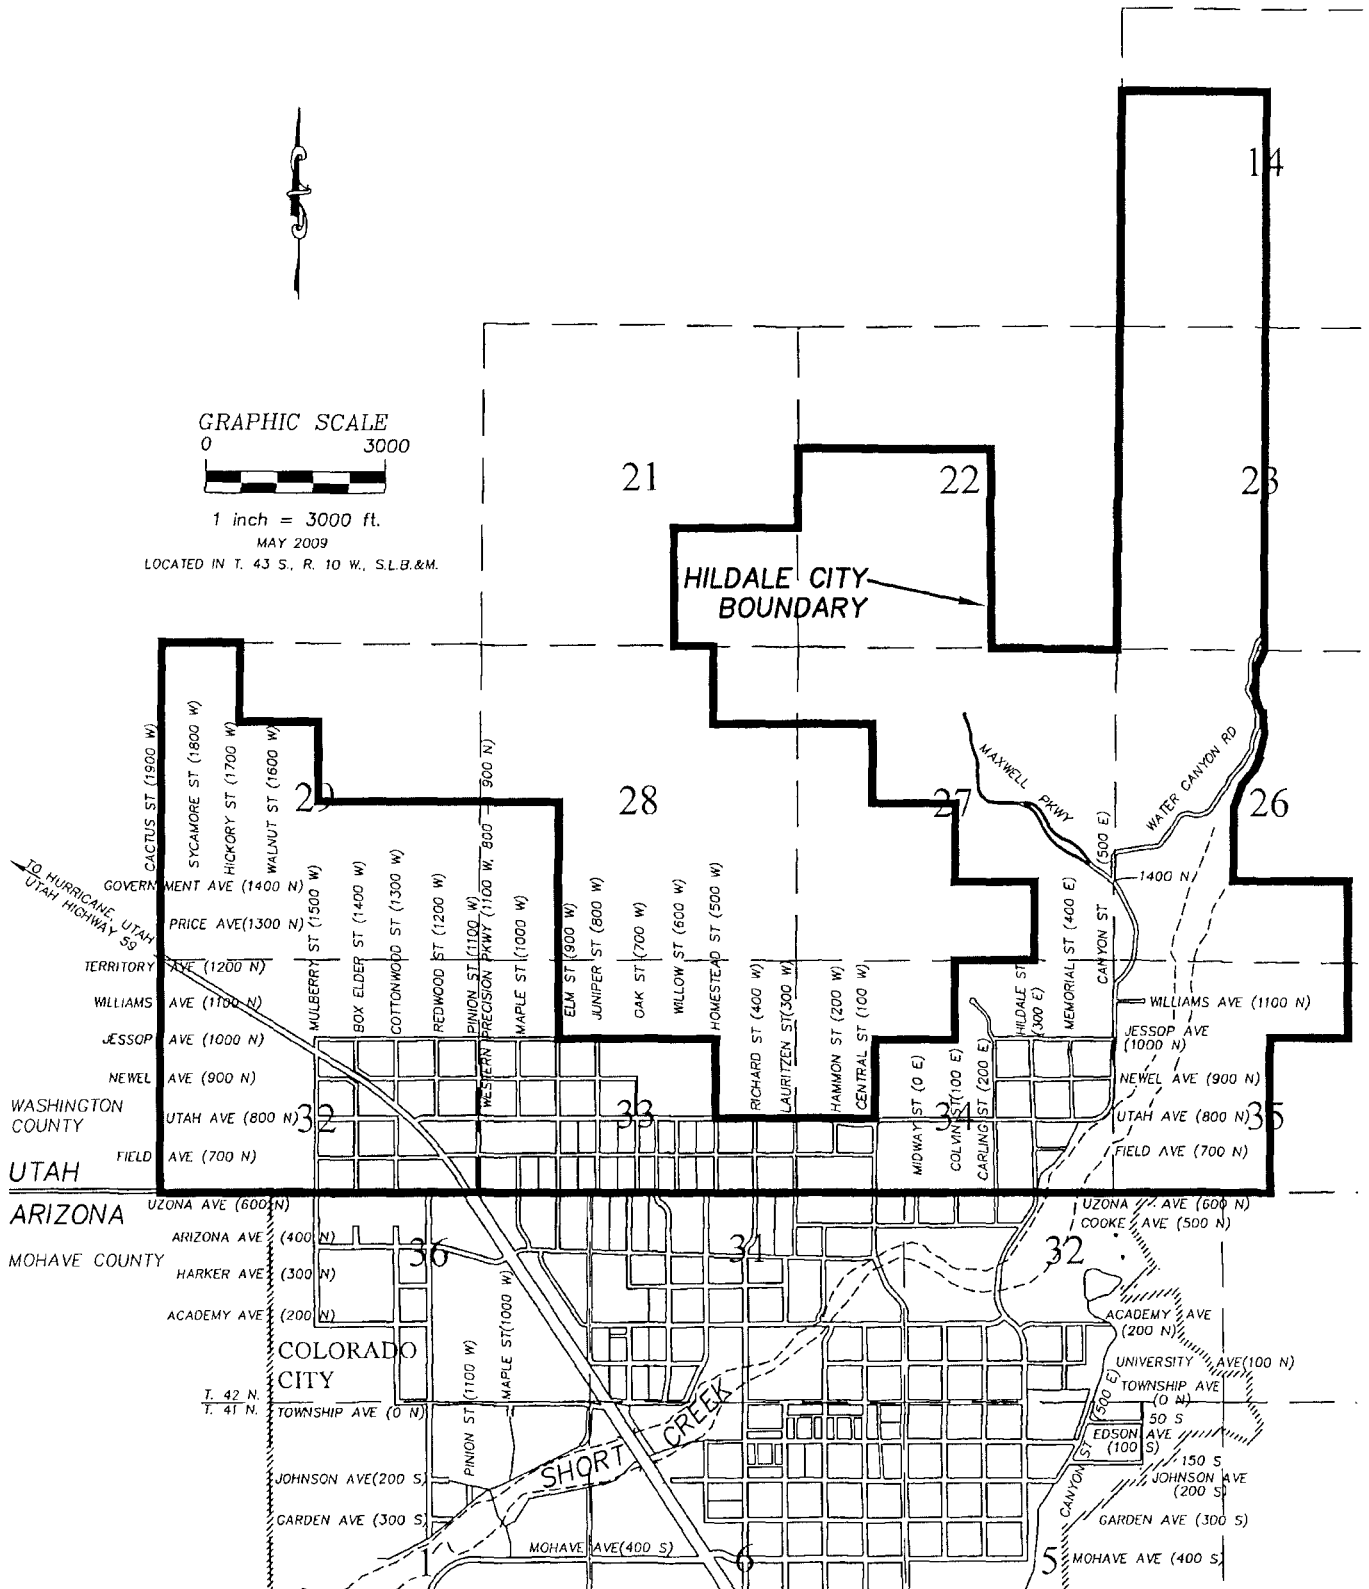 14
GRAPHIC SCALE
0 3000
1 inch = 3000 ft.
MAY 2009
LOCATED IN T. 43 S., R. 10 W., S.L.B.&M.
21
22
23
HILDALE CITY
BOUNDARY
CACTUS ST (1900 W)
SYCAMORE ST (1800 W)
HICKORY ST (1700 W)
WALNUT ST (1600 W)
29
28
27
26
MAXWELL PKWY
WATER CANYON RD
TO HURRICANE, UTAH
UTAH HIGHWAY 59
GOVERNMENT AVE (1400 N)
PRICE AVE(1300 N)
TERRITORY AVE (1200 N)
WILLIAMS AVE (1100 N)
JESSOP AVE (1000 N)
NEWEL AVE (900 N)
UTAH AVE (800 N)
FIELD AVE (700 N)
UZONA AVE (600 N)
MULBERRY ST (1500 W)
BOX ELDER ST (1400 W)
COTTONWOOD ST (1300 W)
REDWOOD ST (1200 W)
PINION ST (1100 W)
WESTERN PRECISION PKWY (1100 W, 800 - 900 N)
MAPLE ST (1000 W)
ELM ST (900 W)
JUNIPER ST (800 W)
OAK ST (700 W)
WILLOW ST (600 W)
HOMESTEAD ST (500 W)
RICHARD ST (400 W)
LAURITZEN ST(300 W)
HAMMON ST (200 W)
CENTRAL ST (100 W)
MIDWAY ST (0 E)
COLVIN ST(100 E)
CARLING ST (200 E)
HILDALE ST
(300 E)
MEMORIAL ST (400 E)
CANYON ST (500 E)
1400 N
WILLIAMS AVE (1100 N)
JESSOP AVE
(1000 N)
NEWEL AVE (900 N)
UTAH AVE (800 N)
FIELD AVE (700 N)
32
33
34
35
WASHINGTON
COUNTY
UTAH
ARIZONA
MOHAVE COUNTY
UZONA AVE (600 N)
COOKE AVE (500 N)
ARIZONA AVE (400 N)
HARKER AVE (300 N)
ACADEMY AVE (200 N)
36
31
32
ACADEMY AVE
(200 N)
COLORADO
CITY
UNIVERSITY AVE(100 N)
TOWNSHIP AVE
(0 N)
T. 42 N.
T. 41 N.
TOWNSHIP AVE (0 N)
PINION ST (1100 W)
MAPLE ST(1000 W)
SHORT CREEK
CANYON ST (500 E)
50 S
EDSON AVE
(100 S)
150 S
JOHNSON AVE(200 S)
JOHNSON AVE
(200 S)
GARDEN AVE (300 S)
GARDEN AVE (300 S)
MOHAVE AVE(400 S)
MOHAVE AVE (400 S)
1
6
5